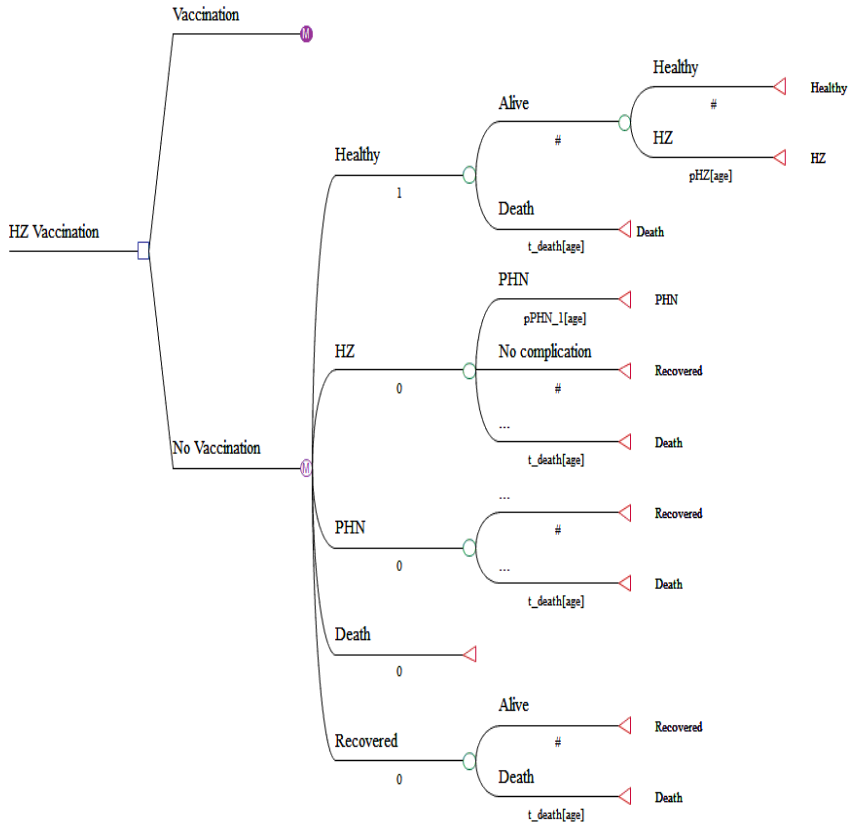 Vaccination
M
Healthy
Alive
Healthy
#
#
HZ
HZ
pHZ[age]
Healthy
1
Death
Death
t_death[age]
HZ Vaccination
PHN
PHN
pPHN_1[age]
HZ
No complication
Recovered
0
#
...
Death
t_death[age]
No Vaccination
M
...
Recovered
PHN
#
0
...
Death
t_death[age]
Death
0
Alive
Recovered
Recovered
#
0
Death
Death
t_death[age]